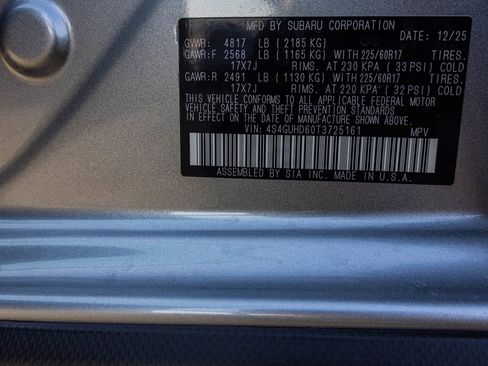 MFD BY SUBARU CORPORATION
DATE: 12/25
GVWR: 4817 LB (2185 KG)
GAWR:F 2568 LB (1165 KG) WITH 225/60R17 TIRES.
17X7J RIMS. AT 230 KPA (33 PSI) COLD
GAWR:R 2491 LB (1130 KG) WITH 225/60R17 TIRES.
17X7J RIMS. AT 220 KPA (32 PSI) COLD
THIS VEHICLE CONFORMS TO ALL APPLICABLE FEDERAL MOTOR
VEHICLE SAFETY AND THEFT PREVENTION STANDARDS
IN EFFECT ON THE DATE OF MANUFACTURE SHOWN ABOVE.
VIN: 4S4GUHD60T3725161 MPV
ASSEMBLED BY SIA INC. MADE IN U.S.A.